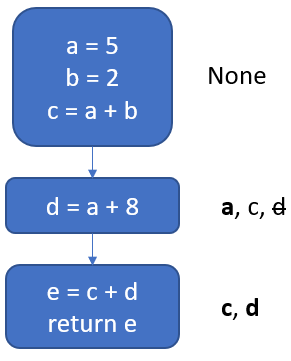 a = 5
b = 2
c = a + b
None
d = a + 8
a, c, d
e = c + d
return e
c, d